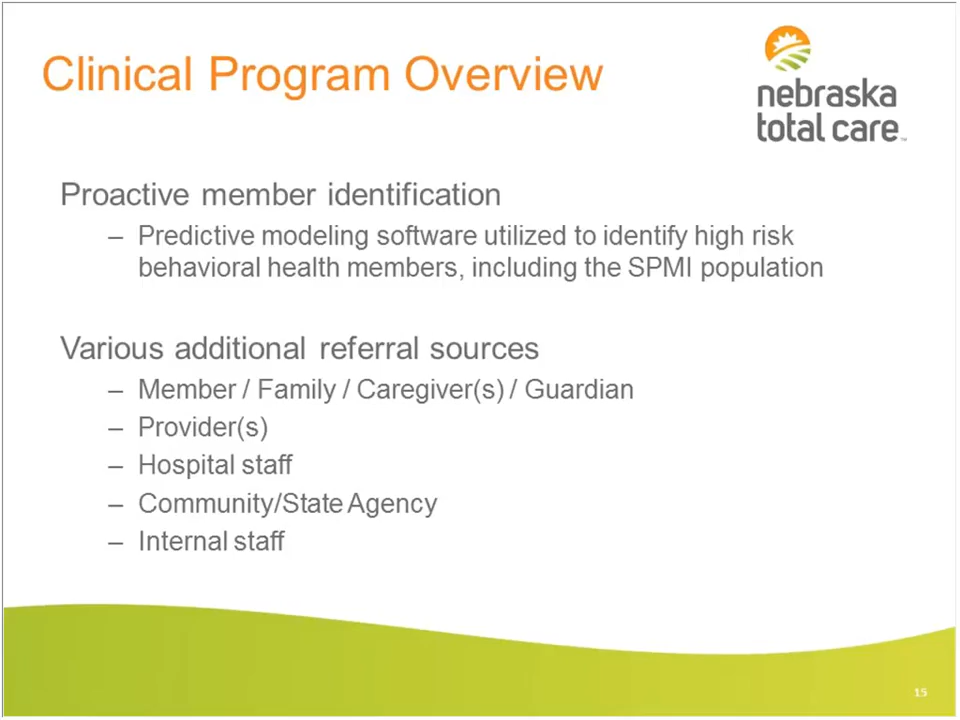 Clinical Program Overview
nebraska
total care™
Proactive member identification
– Predictive modeling software utilized to identify high risk
behavioral health members, including the SPMI population
Various additional referral sources
– Member / Family / Caregiver(s) / Guardian
– Provider(s)
– Hospital staff
– Community/State Agency
– Internal staff
15